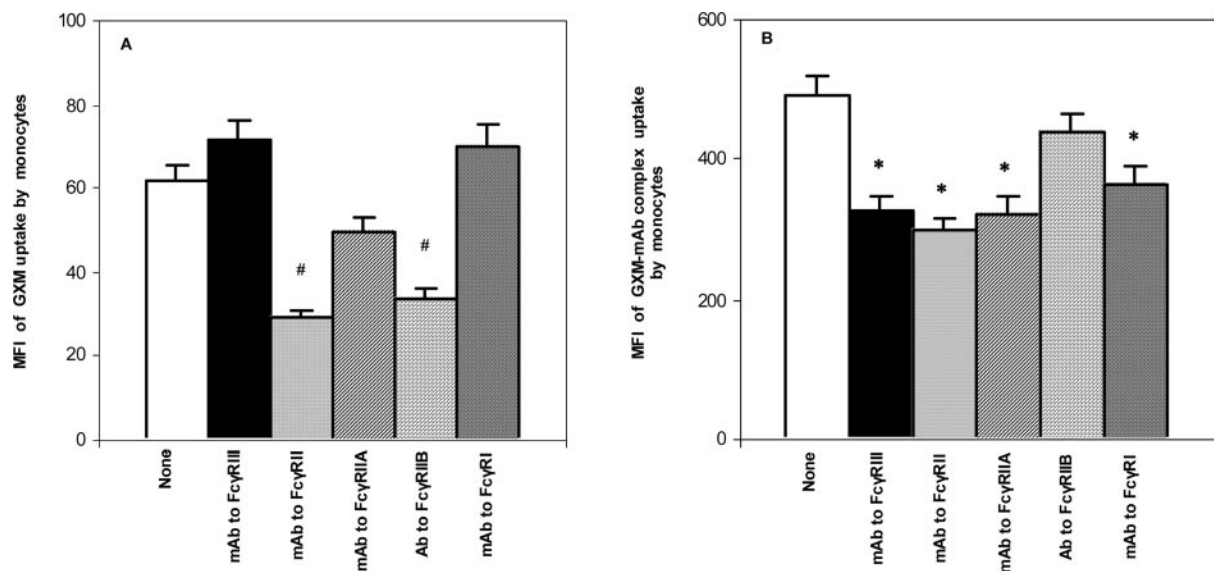 A
MFI of GXM uptake by monocytes
100
80
60
40
20
0
#
#
None
mAb to FcγRIII
mAb to FcγRII
mAb to FcγRIIA
Ab to FcγRIIB
mAb to FcγRI
B
MFI of GXM-mAb complex uptake
by monocytes
600
400
200
0
*
*
*
*
None
mAb to FcγRIII
mAb to FcγRII
mAb to FcγRIIA
Ab to FcγRIIB
mAb to FcγRI